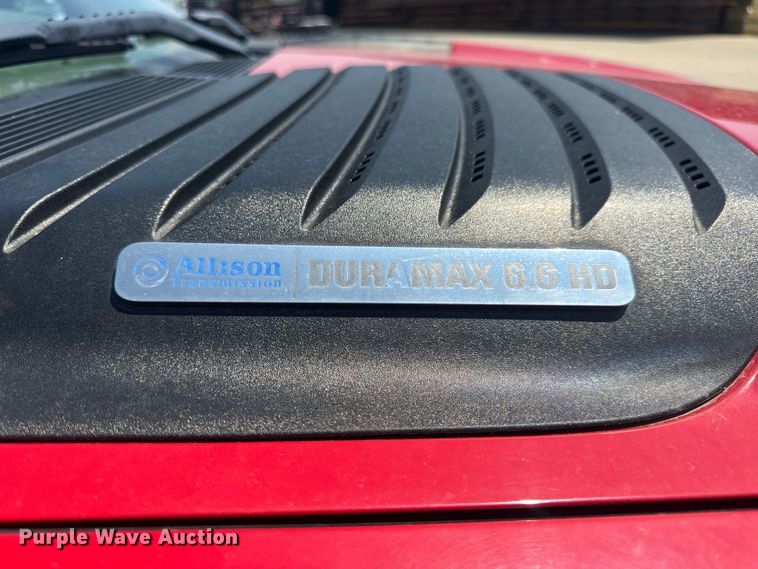 Allison
Transmission
DURAMAX 6.6 HD
Purple Wave Auction